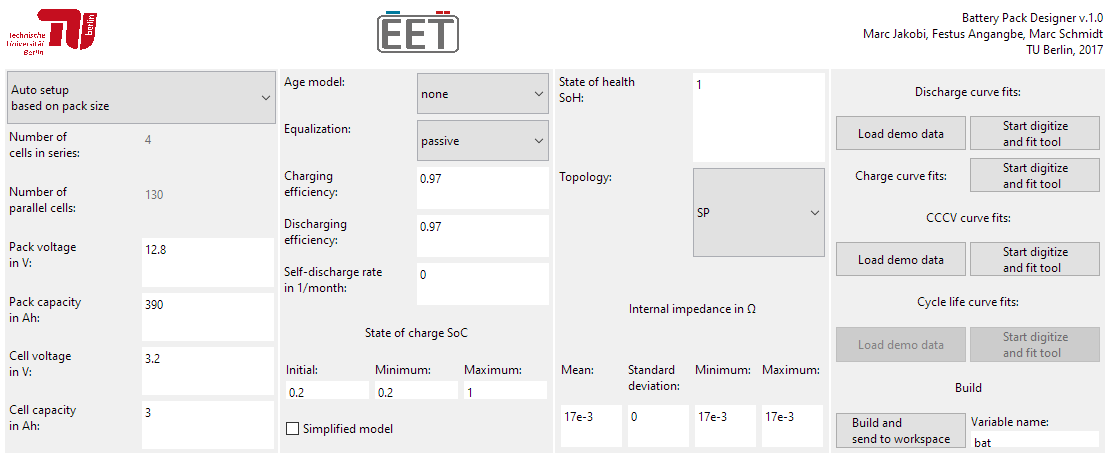 Technische
Universität
Berlin
TU
berlin
EET
Battery Pack Designer v.1.0
Marc Jakobi, Festus Angangbe, Marc Schmidt
TU Berlin, 2017
Auto setup
based on pack size
Number of
cells in series:
4
Number of
parallel cells:
130
Pack voltage
in V:
12.8
Pack capacity
in Ah:
390
Cell voltage
in V:
3.2
Cell capacity
in Ah:
3
Age model:
none
Equalization:
passive
Charging
efficiency:
0.97
Discharging
efficiency:
0.97
Self-discharge rate
in 1/month:
0
State of charge SoC
Initial:
Minimum:
Maximum:
0.2
0.2
1
Simplified model
State of health
SoH:
1
Topology:
SP
Internal impedance in Ω
Mean:
Standard
deviation:
Minimum:
Maximum:
17e-3
0
17e-3
17e-3
Discharge curve fits:
Load demo data
Start digitize
and fit tool
Charge curve fits:
Start digitize
and fit tool
CCCV curve fits:
Load demo data
Start digitize
and fit tool
Cycle life curve fits:
Load demo data
Start digitize
and fit tool
Build
Build and
send to workspace
Variable name:
bat